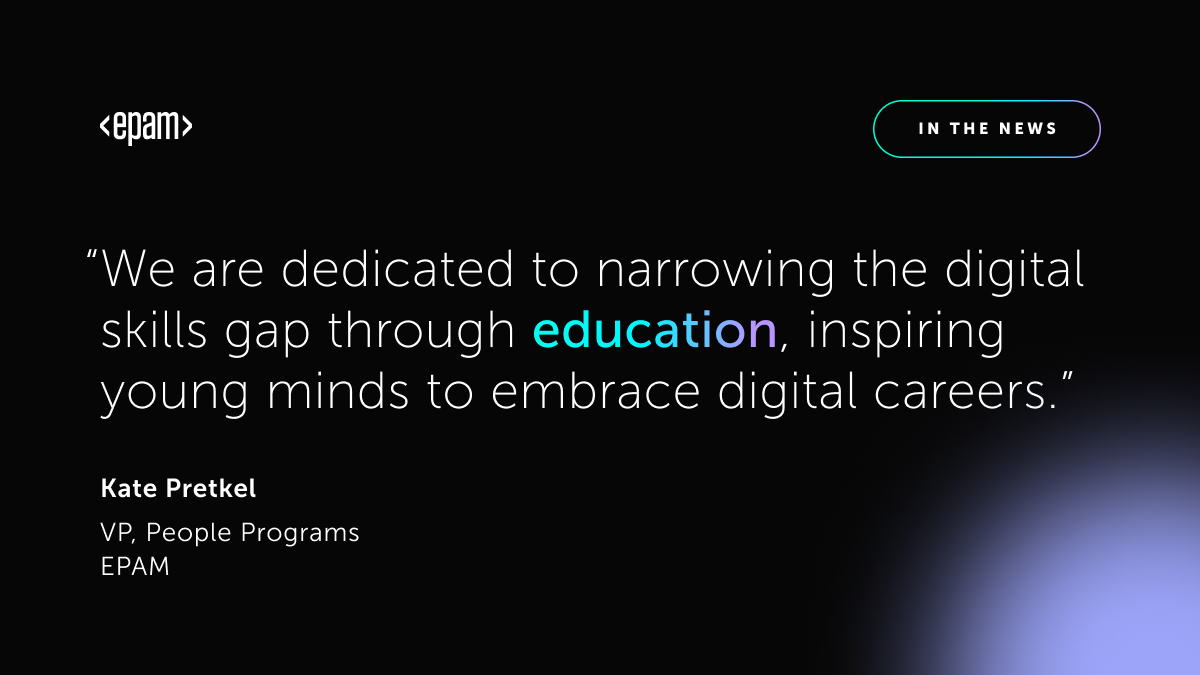 <epam>
IN THE NEWS
“We are dedicated to narrowing the digital
skills gap through education, inspiring
young minds to embrace digital careers.”
Kate Pretkel
VP, People Programs
EPAM